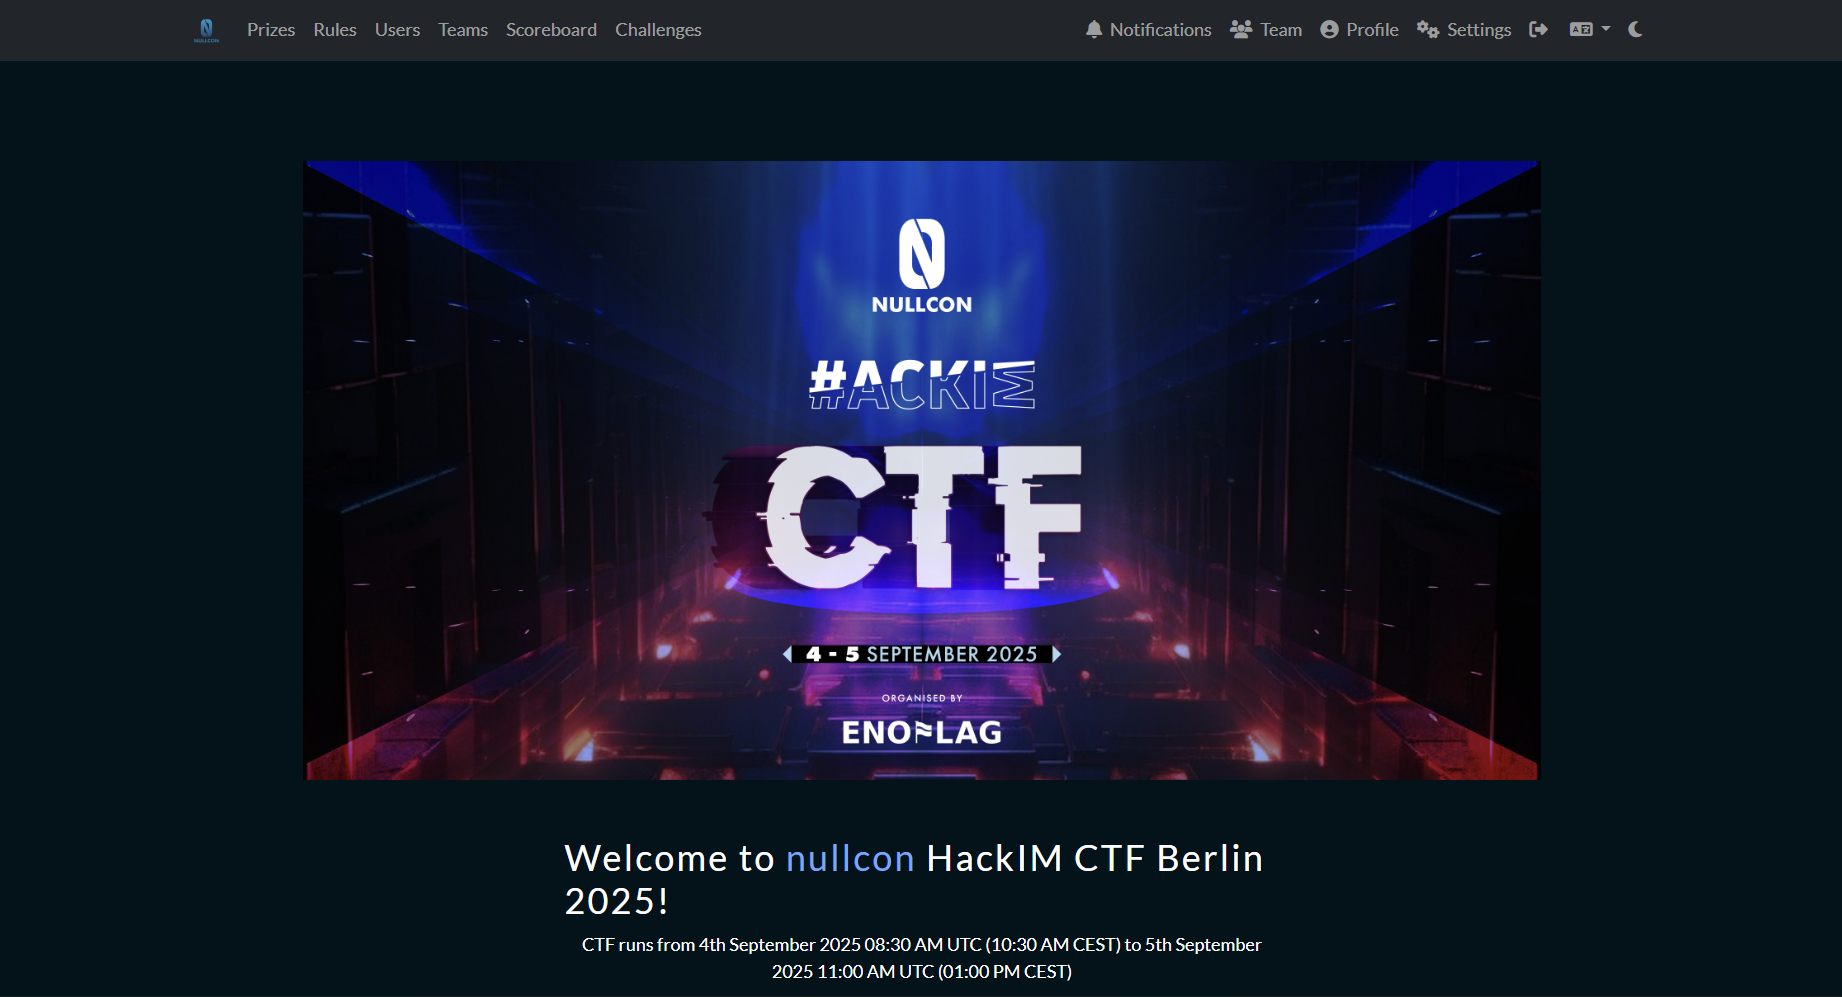 NULLCON
Prizes
Rules
Users
Teams
Scoreboard
Challenges
Notifications
Team
Profile
Settings
NULLCON
#ACKIM
CTF
4 - 5 SEPTEMBER 2025
ORGANISED BY
ENOFLAG
Welcome to nullcon HackIM CTF Berlin
2025!
CTF runs from 4th September 2025 08:30 AM UTC (10:30 AM CEST) to 5th September
2025 11:00 AM UTC (01:00 PM CEST)